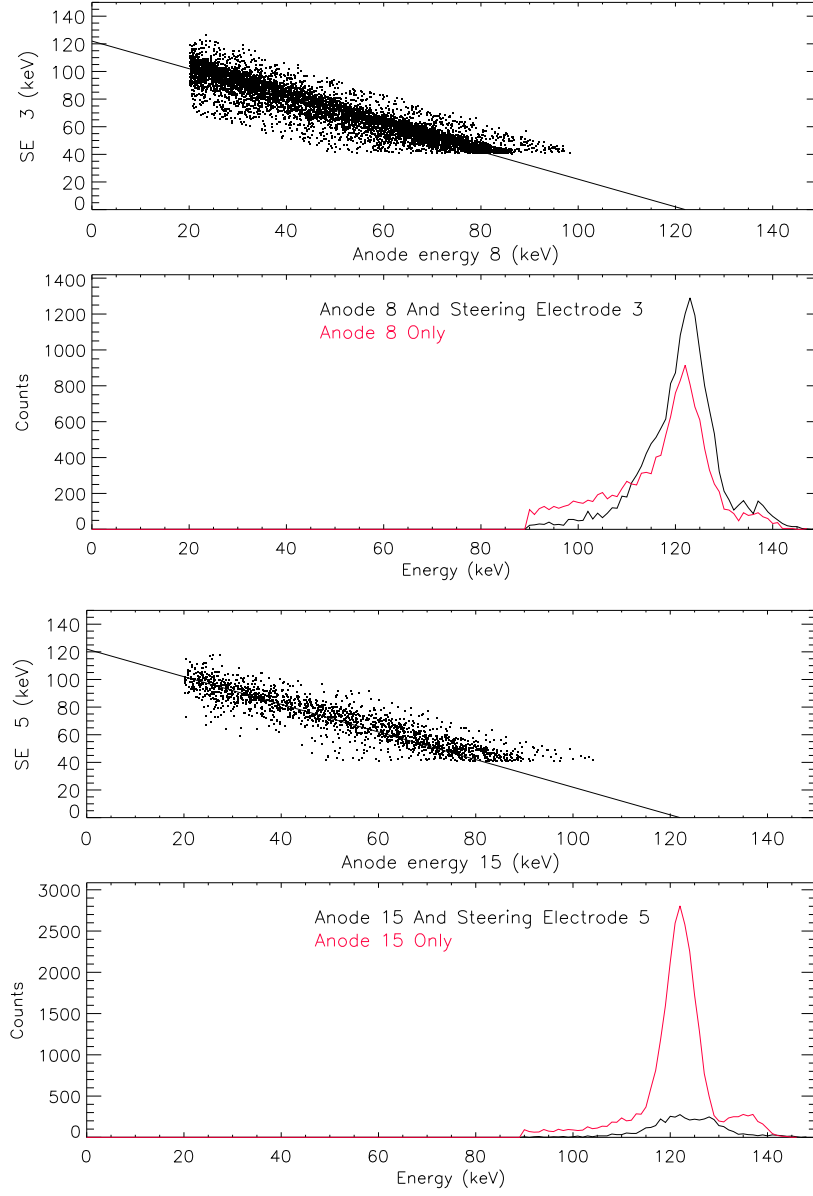 140
120
100
80
60
40
20
0
SE 3 (keV)
0 20 40 60 80 100 120 140
Anode energy 8 (keV)
1400
1200
1000
800
600
400
200
0
Counts
Anode 8 And Steering Electrode 3
Anode 8 Only
0 20 40 60 80 100 120 140
Energy (keV)
140
120
100
80
60
40
20
0
SE 5 (keV)
0 20 40 60 80 100 120 140
Anode energy 15 (keV)
3000
2500
2000
1500
1000
500
0
Counts
Anode 15 And Steering Electrode 5
Anode 15 Only
0 20 40 60 80 100 120 140
Energy (keV)